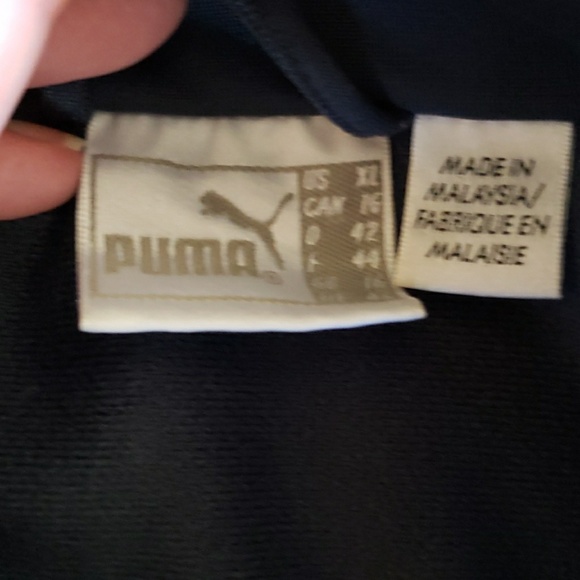 PUMA
US XL
CAN 16
D 42
F 44
MADE IN
MALAYSIA/
FABRIQUE EN
MALAISIE